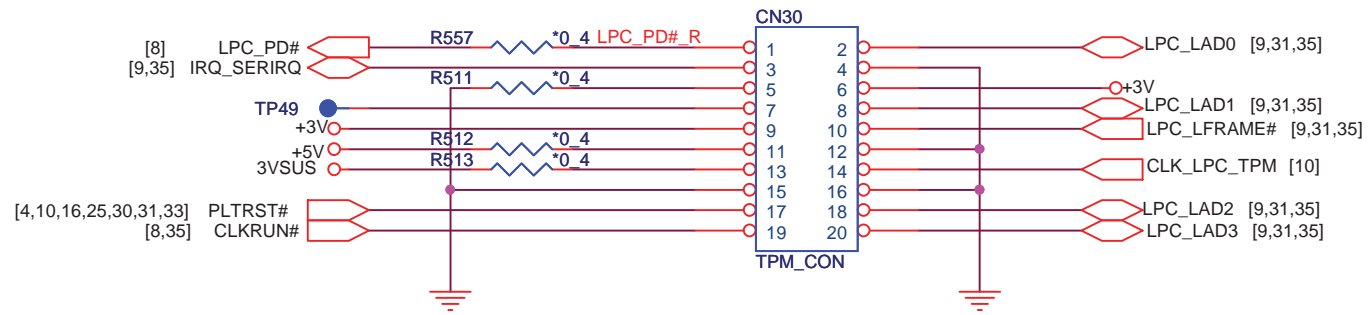 CN30
[8] LPC_PD# R557 *0_4 LPC_PD#_R 1 2 LPC_LAD0 [9,31,35]
[9,35] IRQ_SERIRQ 3 4
R511 *0_4 5 6 +3V
TP49 7 8 LPC_LAD1 [9,31,35]
+3V 9 10 LPC_LFRAME# [9,31,35]
+5V R512 *0_4 11 12
3VSUS R513 *0_4 13 14 CLK_LPC_TPM [10]
15 16
[4,10,16,25,30,31,33] PLTRST# 17 18 LPC_LAD2 [9,31,35]
[8,35] CLKRUN# 19 20 LPC_LAD3 [9,31,35]
TPM_CON